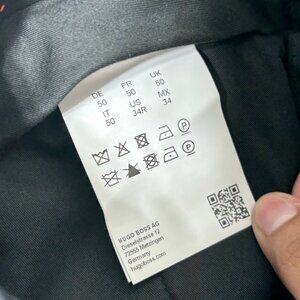 DE FR UK
50 50 50
IT US MX
50 34R 34
HUGO BOSS AG
Dieselstrasse 12
72555 Metzingen
Germany
hugoboss.com